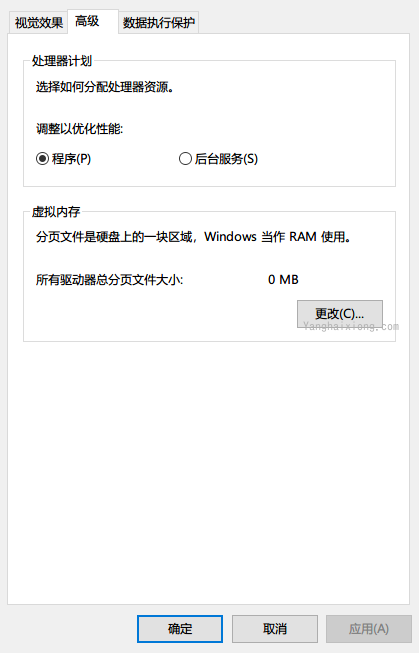 视觉效果 高级 数据执行保护
处理器计划
选择如何分配处理器资源。
调整以优化性能:
程序(P) 后台服务(S)
虚拟内存
分页文件是硬盘上的一块区域，Windows 当作 RAM 使用。
所有驱动器总分页文件大小: 0 MB
更改(C)...
Yanghaixiong.com
确定 取消 应用(A)